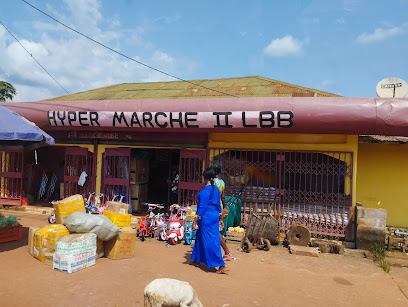 HYPER MARCHE II LBB